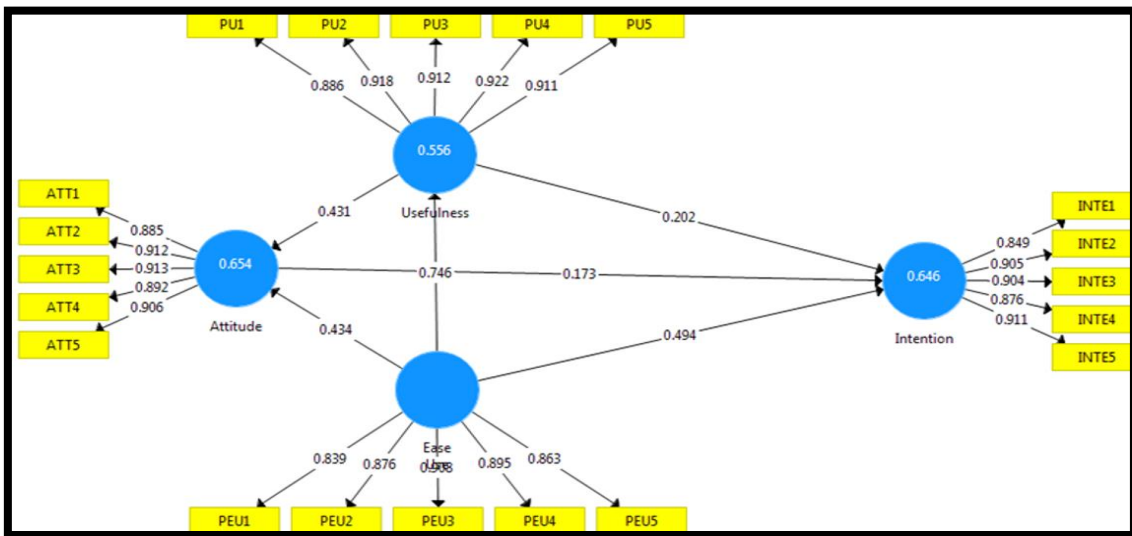 PU1 PU2 PU3 PU4 PU5
0.886 0.918 0.912 0.922 0.911
0.556
Usefulness
ATT1
ATT2
ATT3
ATT4
ATT5
0.885
0.912
0.913
0.892
0.906
0.654
Attitude
0.431
0.202
0.746
0.173
0.434
0.494
0.646
Intention
0.849
0.905
0.904
0.876
0.911
INTE1
INTE2
INTE3
INTE4
INTE5
Ease
0.839 0.876 0.895 0.863
PEU1 PEU2 PEU3 PEU4 PEU5